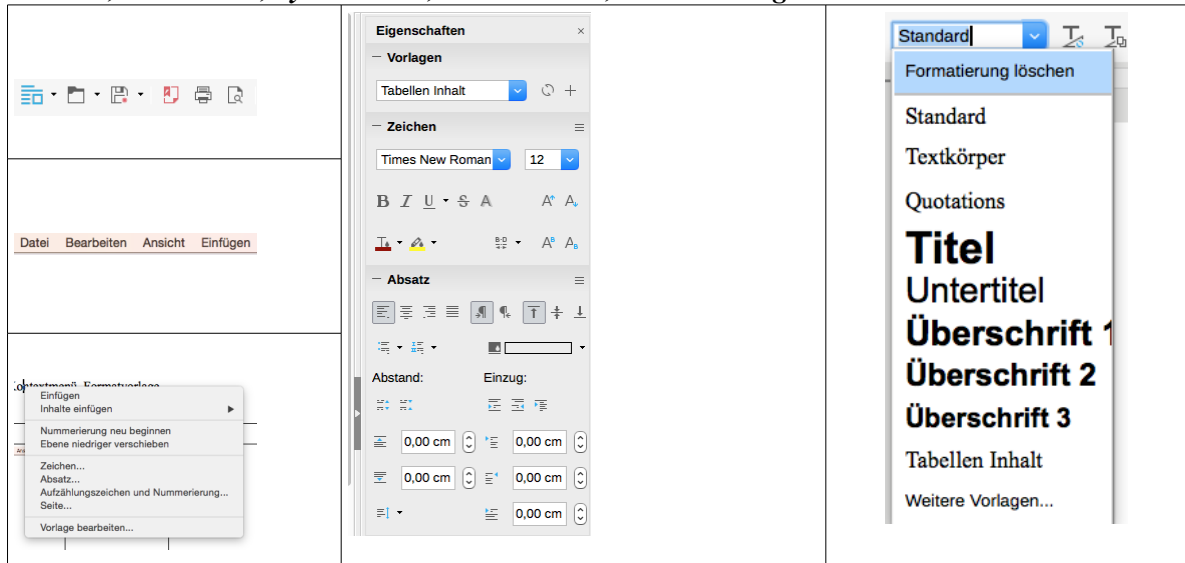 Datei Bearbeiten Ansicht Einfügen
Einfügen
Inhalte einfügen
Nummerierung neu beginnen
Ebene niedriger verschieben
Zeichen...
Absatz...
Aufzählungszeichen und Nummerierung...
Seite...
Vorlage bearbeiten...
Eigenschaften
Vorlagen
Tabellen Inhalt
Zeichen
Times New Roman 12
B I U S A A A
A A
Absatz
Abstand: Einzug:
0,00 cm 0,00 cm
0,00 cm 0,00 cm
0,00 cm
Standard
Formatierung löschen
Standard
Textkörper
Quotations
Titel
Untertitel
Überschrift 1
Überschrift 2
Überschrift 3
Tabellen Inhalt
Weitere Vorlagen...